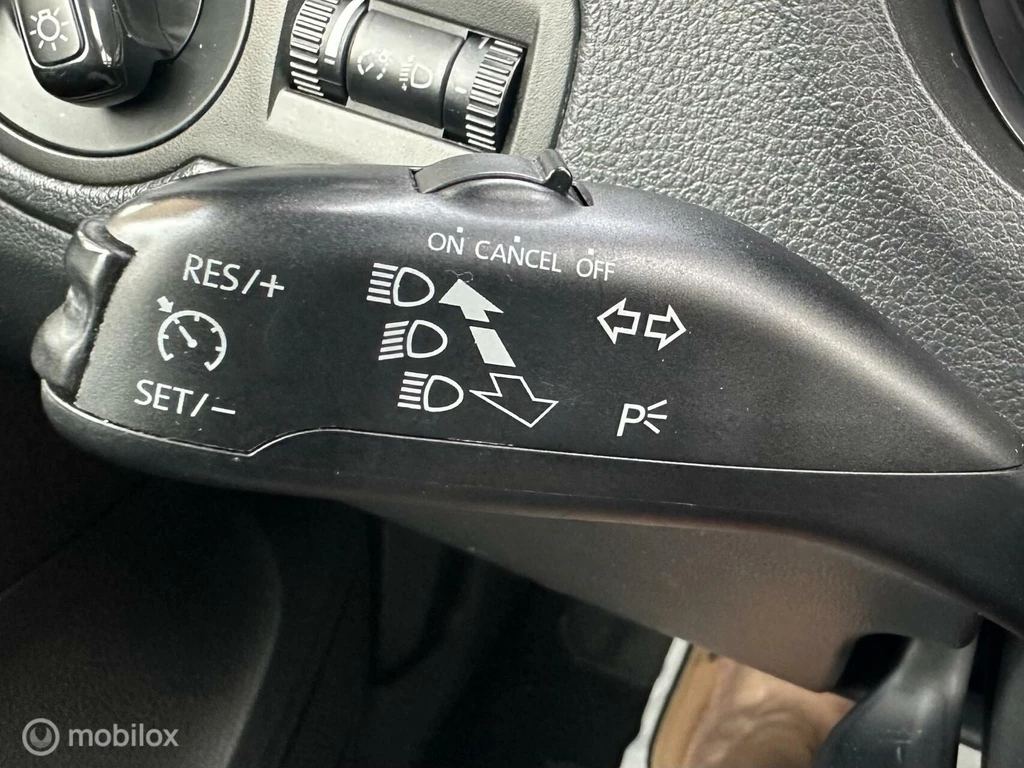 ON CANCEL OFF
RES/+
SET/−
P
mobilox